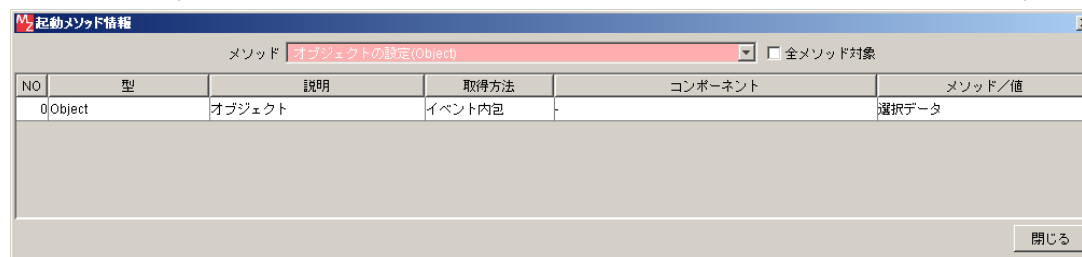 起動メソッド情報
メソッド オブジェクトの設定(Object) 全メソッド対象
NO 型 説明 取得方法 コンポーネント メソッド／値
0 Object オブジェクト イベント内包 - 選択データ
閉じる